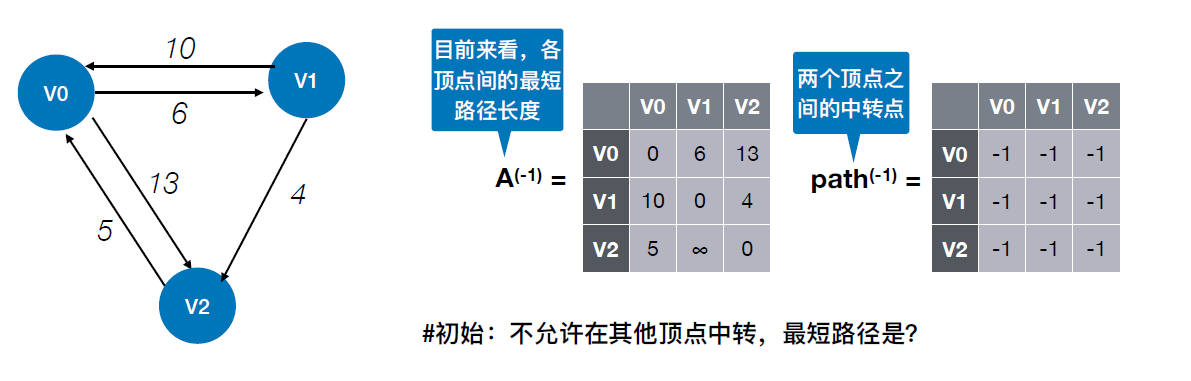 10
V0
V1
6
13
4
5
V2
目前来看，各
顶点间的最短
路径长度
A(-1) =
V0 V1 V2
V0 0 6 13
V1 10 0 4
V2 5 ∞ 0
两个顶点之
间的中转点
path(-1) =
V0 V1 V2
V0 -1 -1 -1
V1 -1 -1 -1
V2 -1 -1 -1
#初始：不允许在其他顶点中转，最短路径是？